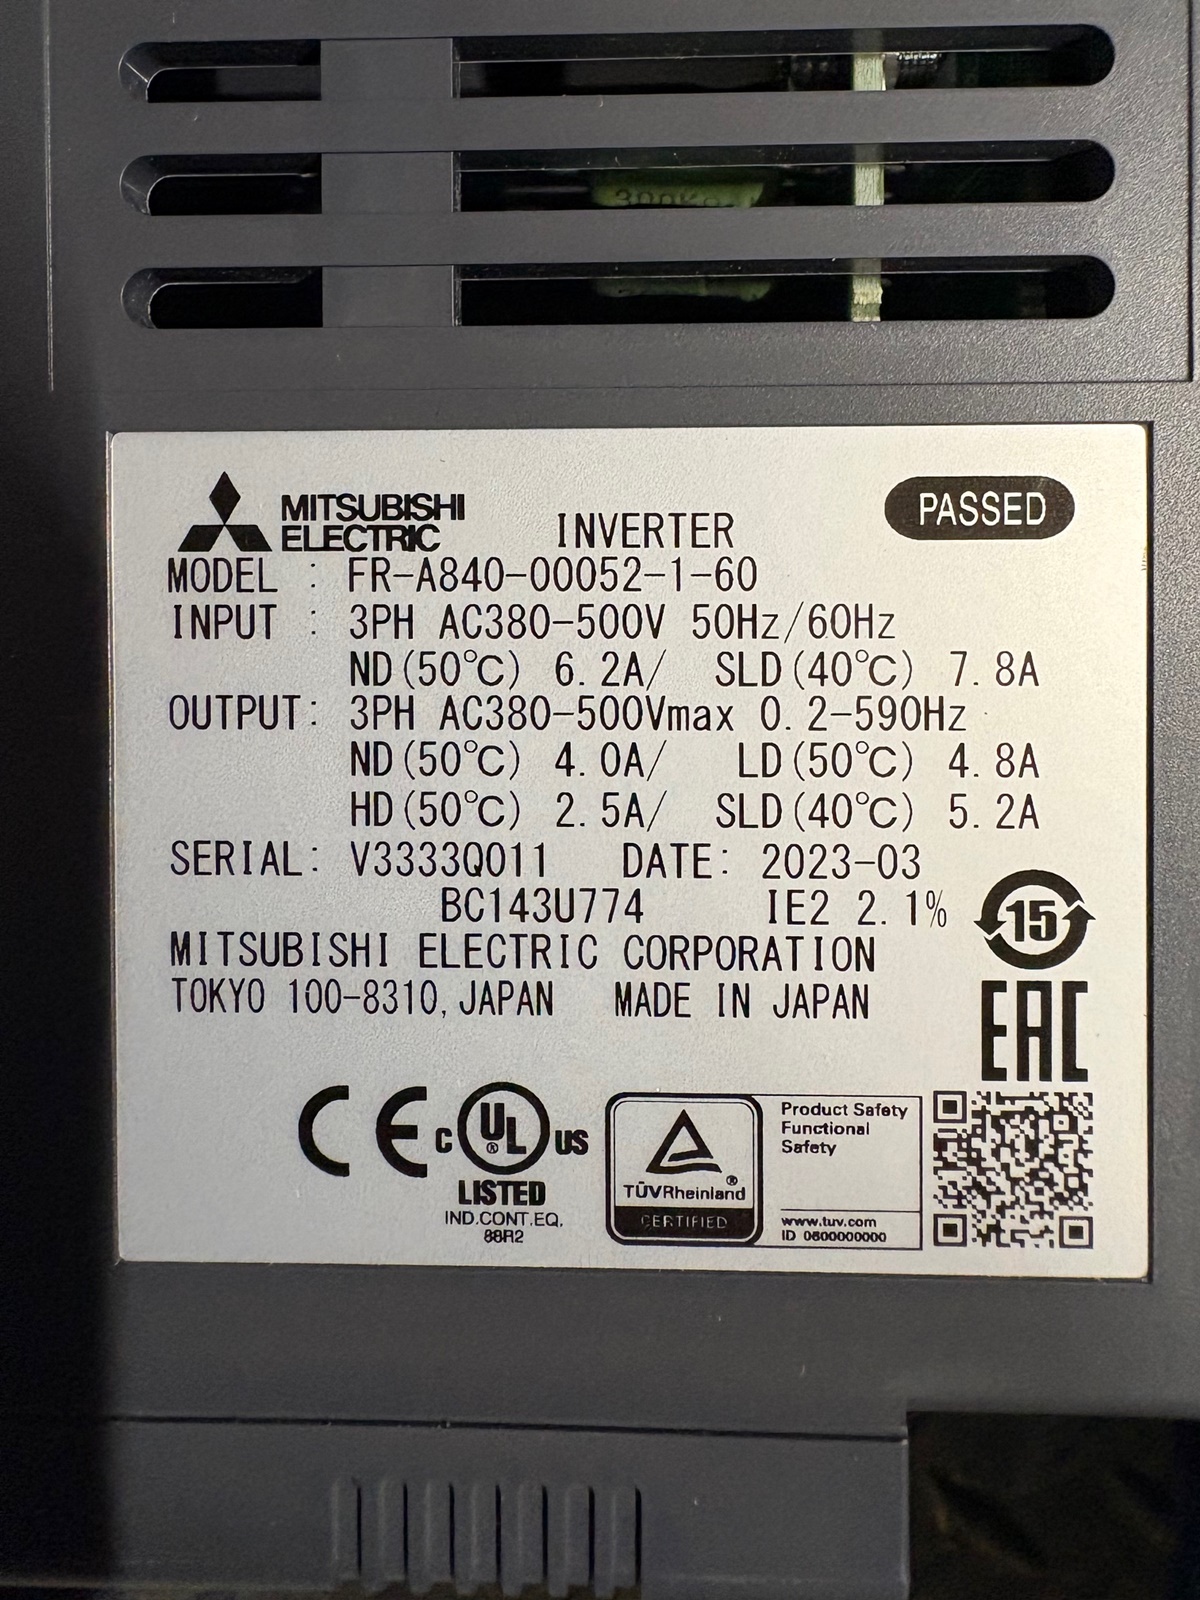 MITSUBISHI
ELECTRIC
INVERTER
PASSED
MODEL : FR-A840-00052-1-60
INPUT : 3PH AC380-500V 50Hz/60Hz
ND(50℃) 6.2A/ SLD(40℃) 7.8A
OUTPUT: 3PH AC380-500Vmax 0.2-590Hz
ND(50℃) 4.0A/ LD(50℃) 4.8A
HD(50℃) 2.5A/ SLD(40℃) 5.2A
SERIAL: V3333Q011 DATE: 2023-03
BC143U774 IE2 2.1%
15
MITSUBISHI ELECTRIC CORPORATION
TOKYO 100-8310, JAPAN MADE IN JAPAN
EAC
CE
C UL ® US
LISTED
IND.CONT.EQ.
88R2
TÜVRheinland®
CERTIFIED
Product Safety
Functional
Safety
www.tuv.com
ID 0600000000